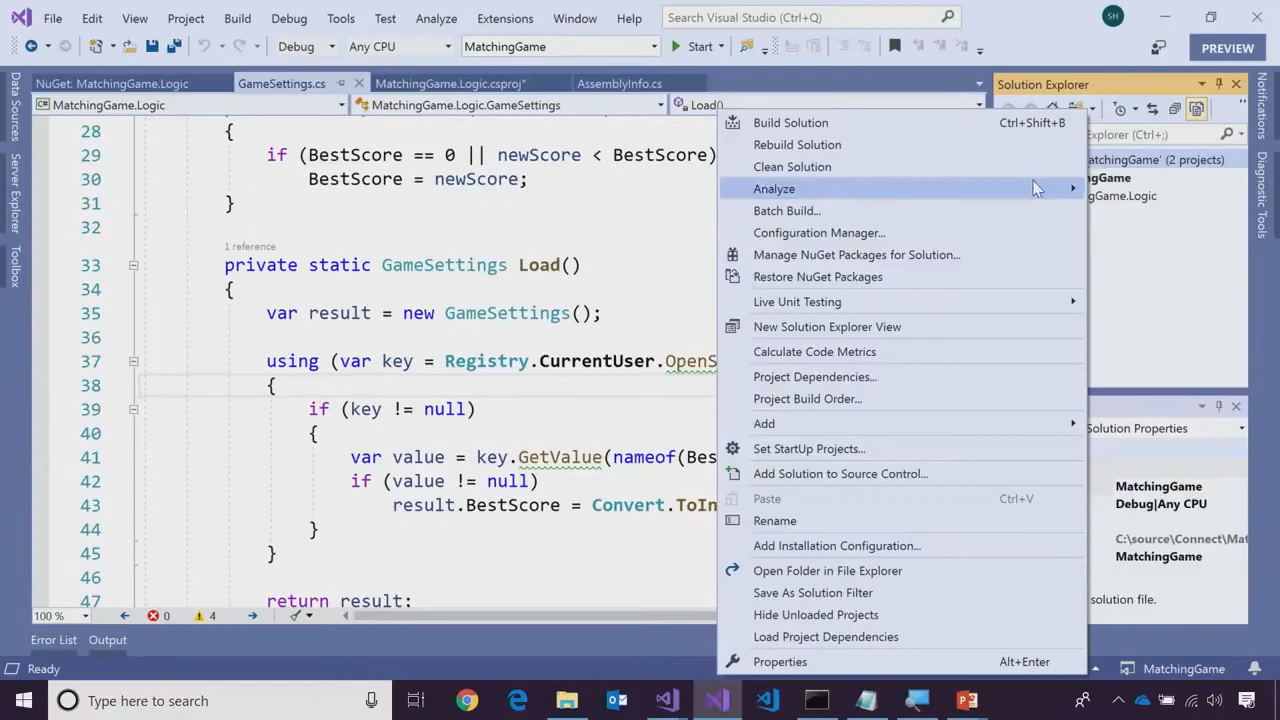 File Edit View Project Build Debug Tools Test Analyze Extensions Window Help Search Visual Studio (Ctrl+Q) SH
Debug Any CPU MatchingGame Start PREVIEW
NuGet: MatchingGame.Logic GameSettings.cs MatchingGame.Logic.csproj* AssemblyInfo.cs Solution Explorer
MatchingGame.Logic MatchingGame.Logic.GameSettings Load()
Data Sources
Server Explorer
Toolbox
28 {
29 if (BestScore == 0 || newScore < BestScore)
30 BestScore = newScore;
31 }
32
1 reference
33 private static GameSettings Load()
34 {
35 var result = new GameSettings();
36
37 using (var key = Registry.CurrentUser.OpenS
38 {
39 if (key != null)
40 {
41 var value = key.GetValue(nameof(Bes
42 if (value != null)
43 result.BestScore = Convert.ToIn
44 }
45 }
46
47 return result;
100 % 0 4
Build Solution Ctrl+Shift+B
Rebuild Solution
Clean Solution
Analyze
Batch Build...
Configuration Manager...
Manage NuGet Packages for Solution...
Restore NuGet Packages
Live Unit Testing
New Solution Explorer View
Calculate Code Metrics
Project Dependencies...
Project Build Order...
Add
Set StartUp Projects...
Add Solution to Source Control...
Paste Ctrl+V
Rename
Add Installation Configuration...
Open Folder in File Explorer
Save As Solution Filter
Hide Unloaded Projects
Load Project Dependencies
Properties Alt+Enter
Explorer (Ctrl+;)
atchingGame' (2 projects)
ngGame
gGame.Logic
Solution Properties
MatchingGame
Debug|Any CPU
C:\source\Connect\Mat
MatchingGame
solution file.
Notifications
Diagnostic Tools
Error List Output
Ready MatchingGame
Type here to search